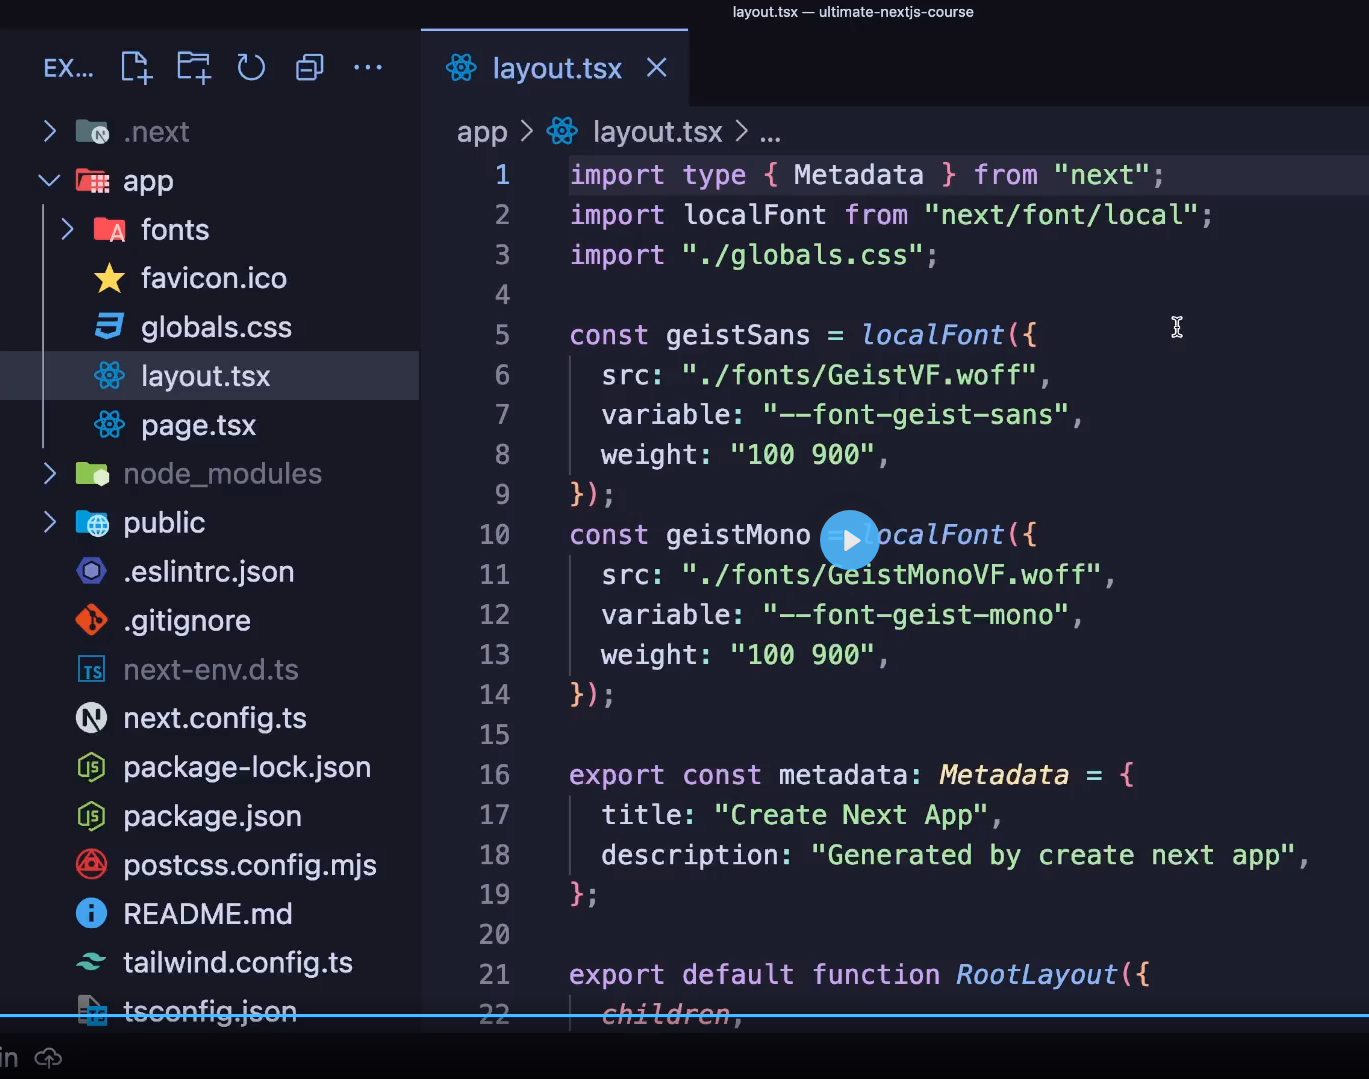 layout.tsx — ultimate-nextjs-course
EX...
layout.tsx
.next
app
fonts
favicon.ico
globals.css
layout.tsx
page.tsx
node_modules
public
.eslintrc.json
.gitignore
next-env.d.ts
next.config.ts
package-lock.json
package.json
postcss.config.mjs
README.md
tailwind.config.ts
tsconfig.json
app > layout.tsx > ...
1 import type { Metadata } from "next";
2 import localFont from "next/font/local";
3 import "./globals.css";
4
5 const geistSans = localFont({
6 src: "./fonts/GeistVF.woff",
7 variable: "--font-geist-sans",
8 weight: "100 900",
9 });
10 const geistMono = localFont({
11 src: "./fonts/GeistMonoVF.woff",
12 variable: "--font-geist-mono",
13 weight: "100 900",
14 });
15
16 export const metadata: Metadata = {
17 title: "Create Next App",
18 description: "Generated by create next app",
19 };
20
21 export default function RootLayout({
22 children,
in